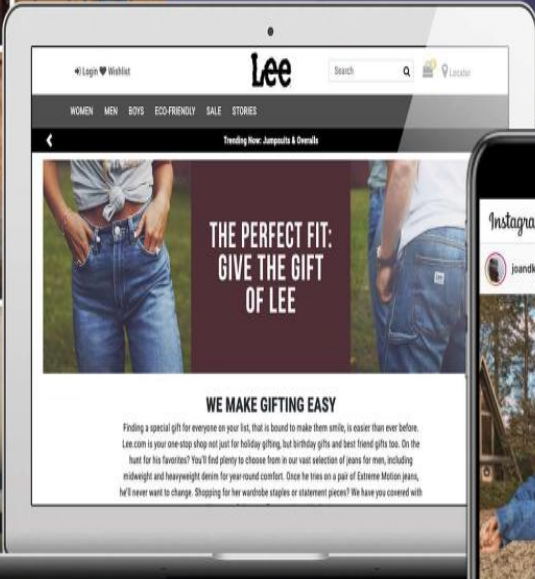 Login Wishlist
Lee
Search
Locator
WOMEN MEN BOYS ECO-FRIENDLY SALE STORIES
Trending Now: Jumpsuits & Overalls
THE PERFECT FIT:
GIVE THE GIFT
OF LEE
Lee
WE MAKE GIFTING EASY
Finding a special gift for everyone on your list, that is bound to make them smile, is easier than ever before.
Lee.com is your one-stop shop not just for holiday gifting, but birthday gifts and best friend gifts too. On the
hunt for his favorites? You'll find plenty to choose from in our vast selection of jeans for men, including
midweight and heavyweight denim for year-round comfort. Once he tries on a pair of Extreme Motion jeans,
he'll never want to change. Shopping for her wardrobe staples or statement pieces? We have you covered with
Instagra
joandk